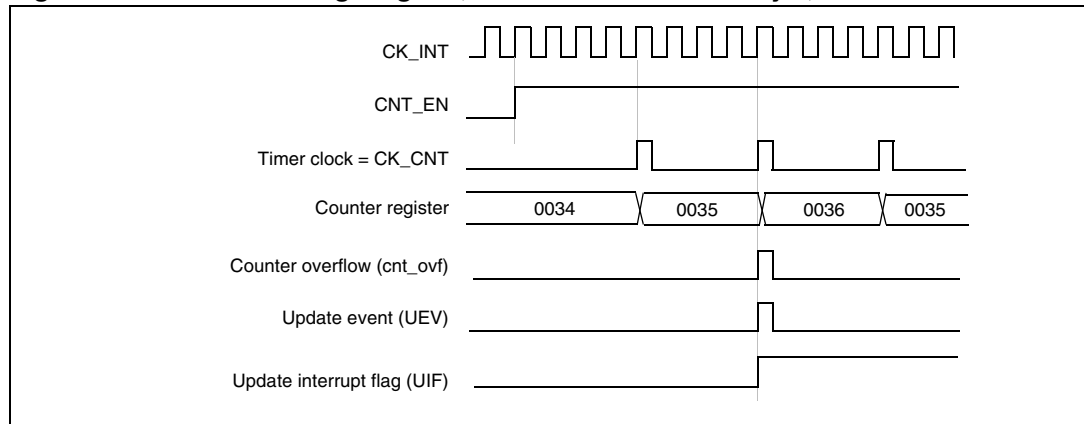 CK_INT
CNT_EN
Timer clock = CK_CNT
Counter register 0034 0035 0036 0035
Counter overflow (cnt_ovf)
Update event (UEV)
Update interrupt flag (UIF)